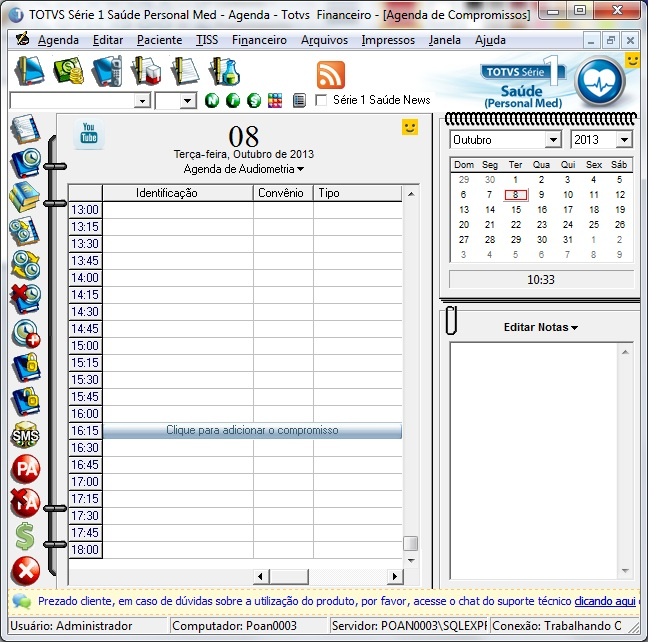 TOTVS Série 1 Saúde Personal Med - Agenda - Totvs Financeiro - [Agenda de Compromissos]
Agenda Editar Paciente TISS Financeiro Arquivos Impressos Janela Ajuda
TOTVS Série 1
Saúde
(Personal Med)
N I S Série 1 Saúde News
You Tube
08
Terça-feira, Outubro de 2013
Agenda de Audiometria
Identificação Convênio Tipo
13:00
13:15
13:30
13:45
14:00
14:15
14:30
14:45
15:00
15:15
15:30
15:45
16:00
16:15 Clique para adicionar o compromisso
16:30
16:45
17:00
17:15
17:30
17:45
18:00
SMS
PA
TA
$
Outubro 2013
Dom Seg Ter Qua Qui Sex Sáb
29 30 1 2 3 4 5
6 7 8 9 10 11 12
13 14 15 16 17 18 19
20 21 22 23 24 25 26
27 28 29 30 31 1 2
3 4 5 6 7 8 9
10:33
Editar Notas
Prezado cliente, em caso de dúvidas sobre a utilização do produto, por favor, acesse o chat do suporte técnico clicando aqui
Usuário: Administrador Computador: Poan0003 Servidor: POAN0003\SQLEXPF Conexão: Trabalhando C